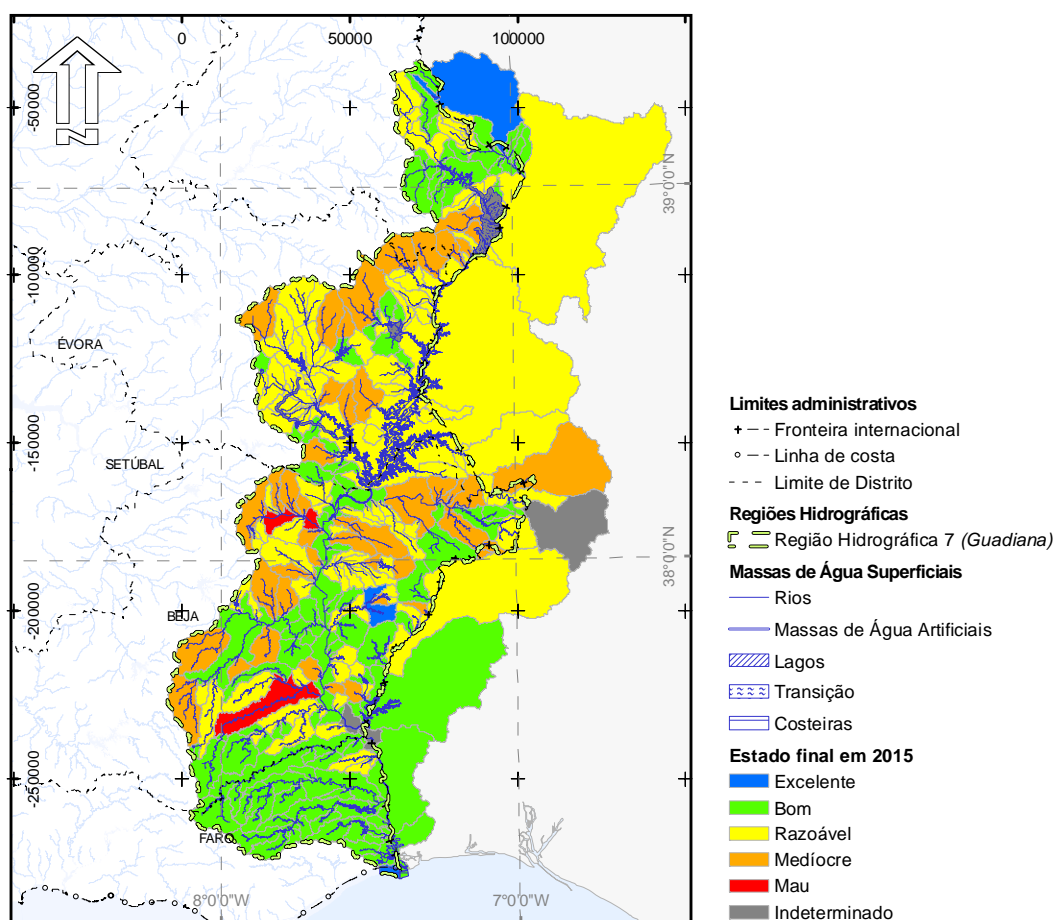 0 50000 100000
-50000
39°0'0"N
-100000
ÉVORA
-150000
SETÚBAL
38°0'0"N
-200000
BEJA
-250000
FARO
8°0'0"W 7°0'0"W
N
Limites administrativos
Fronteira internacional
Linha de costa
Limite de Distrito
Regiões Hidrográficas
Região Hidrográfica 7 (Guadiana)
Massas de Água Superficiais
Rios
Massas de Água Artificiais
Lagos
Transição
Costeiras
Estado final em 2015
Excelente
Bom
Razoável
Medíocre
Mau
Indeterminado